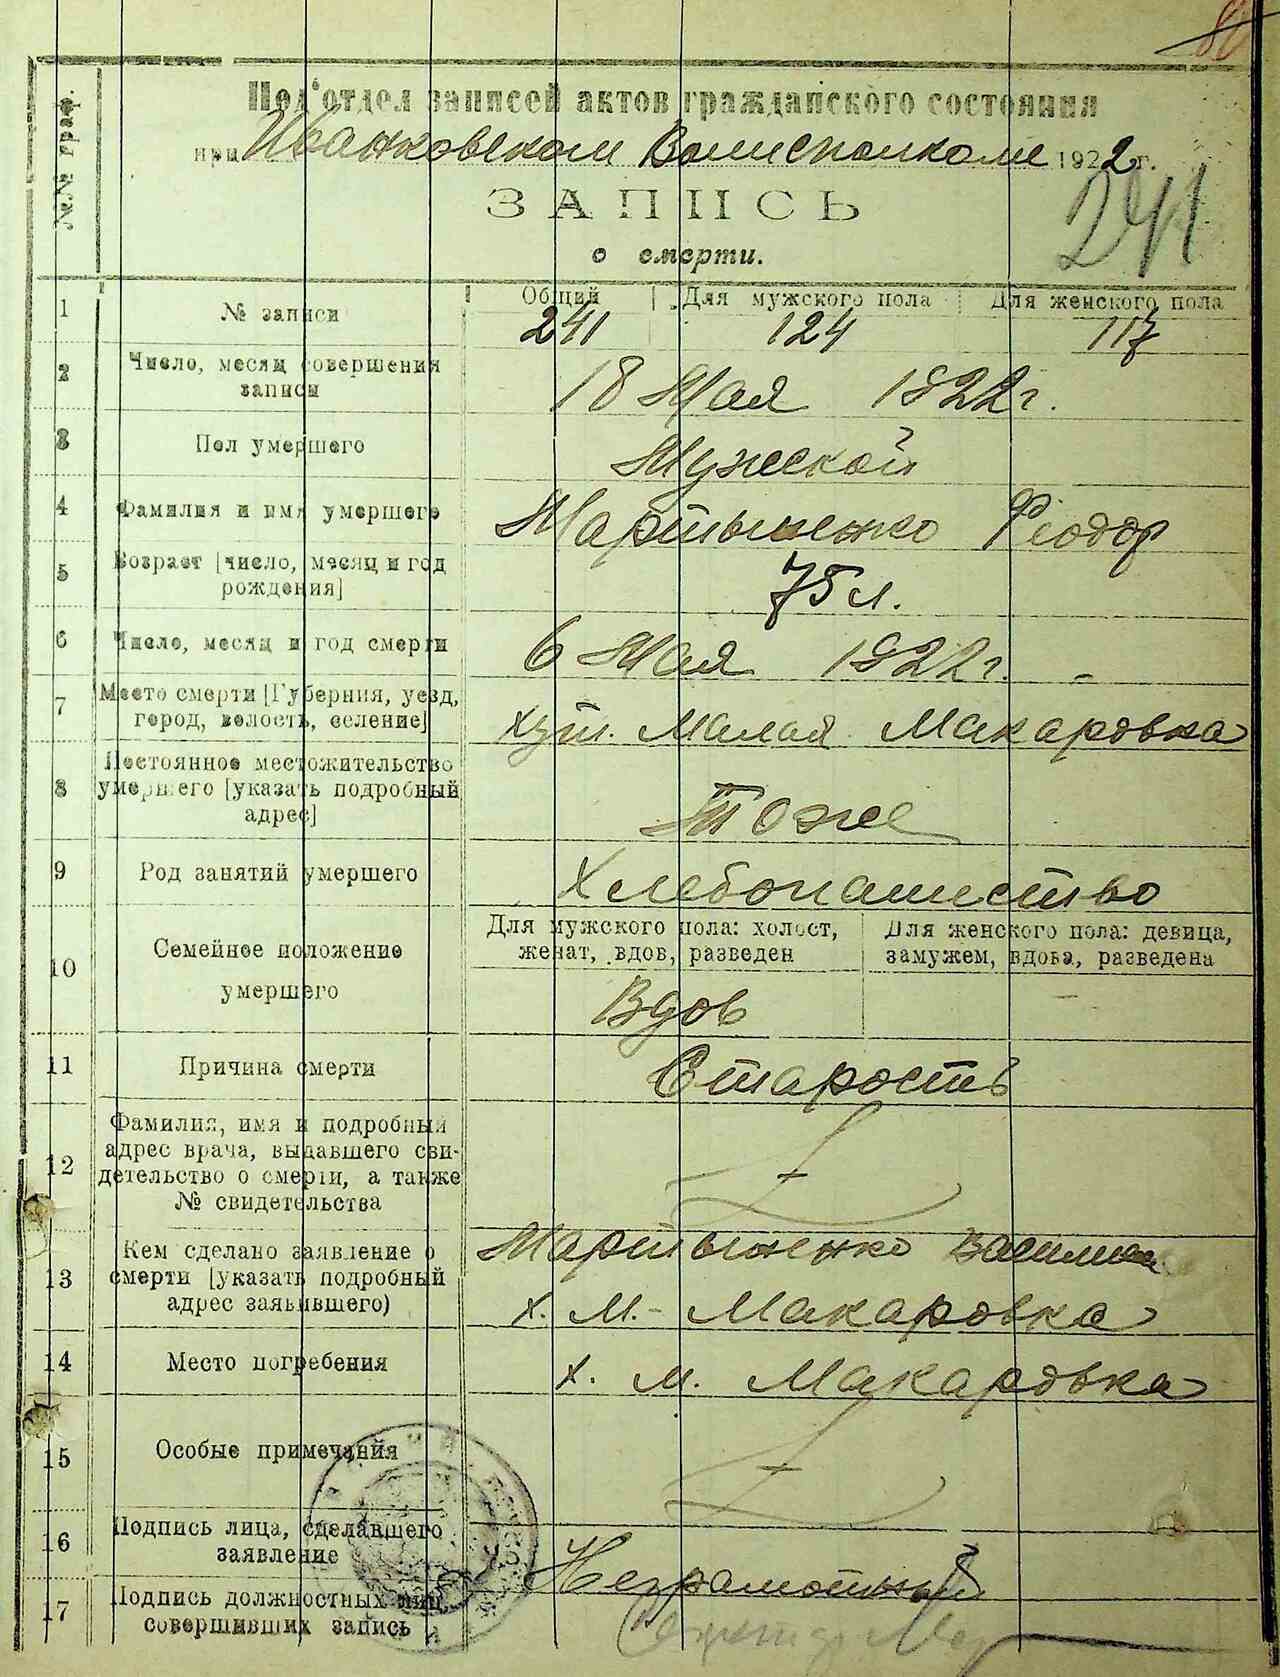 80
№№ граф.
Под'отдел записей актов гражданского состояния
при Иванковском Волисполкоме 1922 г.
241
ЗАПИСЬ
о смерти.
1 № записи Общий Для мужского пола Для женского пола
241 124 117
2 Число, месяц совершения
записи 18 Мая 1922 г.
3 Пол умершего Мужской
4 Фамилия и имя умершего Мартыненко Феодор
5 Возраст [число, месяц и год
рождения] 75 л.
6 Число, месяц и год смерти 6 Мая 1922 г.
7 Место смерти [Губерния, уезд,
город, волость, селение] хут. Малая Макаровка
8 Постоянное местожительство
умершего [указать подробный
адрес] Тоже
9 Род занятий умершего Хлебопашество
10 Семейное положение
умершего
Для мужского пола: холост,
женат, вдов, разведен
Для женского пола: девица,
замужем, вдова, разведена
Вдов –
11 Причина смерти Старость
12 Фамилия, имя и подробный
адрес врача, выдавшего сви-
детельство о смерти, а также
№ свидетельства
13 Кем сделано заявление о
смерти [указать подробный
адрес заявившего)
Мартыненко
х. М.- Макаровка
14 Место погребения х. М. Макаровка
15 Особые примечания
16 Подпись лица, сделавшего
заявление Неграмотный
17 Подпись должностных лиц,
совершивших запись